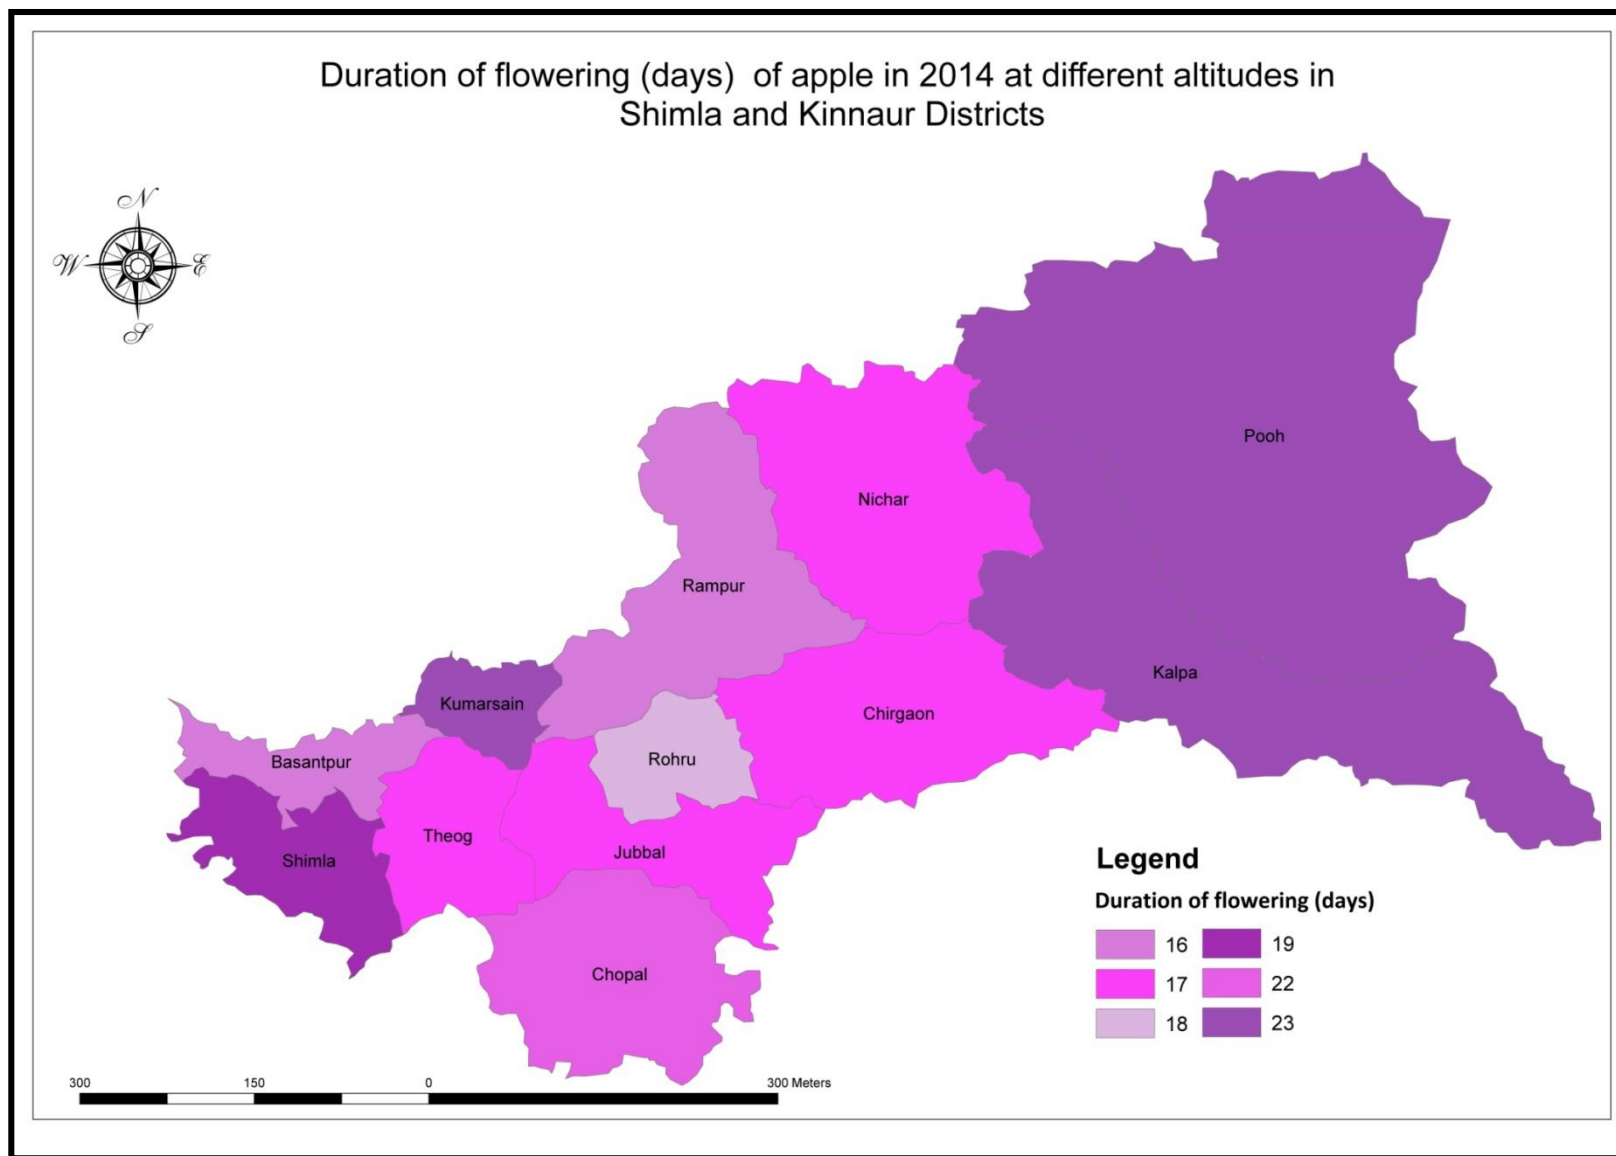 Duration of flowering (days) of apple in 2014 at different altitudes in
Shimla and Kinnaur Districts
N
W
E
S
Pooh
Nichar
Rampur
Kalpa
Kumarsain
Chirgaon
Basantpur
Rohru
Theog
Jubbal
Shimla
Chopal
Legend
Duration of flowering (days)
16 19
17 22
18 23
300 150 0 300 Meters